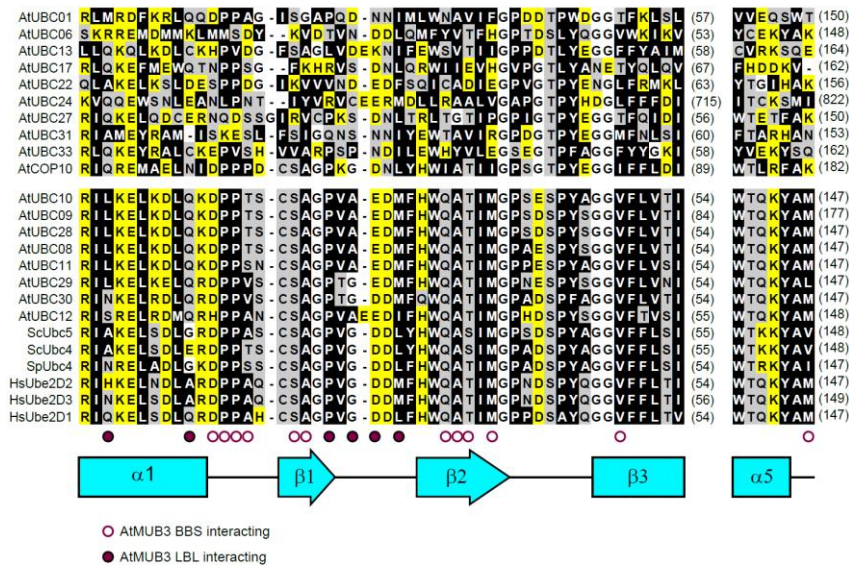 AtUBC01 RLMRDFKRLQQDPPAG-ISGAPQD-NNIMLWNAVIFGPDDTPWDGGTFKLSL (57) VVEQSWT (150)
AtUBC06 SKRREMDMMKLMMSDY--KVDTVN-DDLQMFYVTFHGPTDSLYQGGVWKIKV (53) CYEKYAK (148)
AtUBC13 LLQKQLKDLCKHPVDG-FSAGLVDEKNIFEWSVTIIGPPDTLYEGGFFYAIM (58) CVRKSQE (164)
AtUBC17 RLQKEFMEWQTNPPSG--FKHRVS-DNLQRWIIEVHGVPGTLYANETYQLQV (67) FHDDKV- (162)
AtUBC22 QLAKELKSLDESPPDG-IKVVVND-EDFSQICADIEGPVGTPYENGLFRMKL (63) YTGIHAK (156)
AtUBC24 KVQQEWSNLEANLPNT--IYVRVCEERMDLLRAALVGAPGTPYHDGLFFFDI (715) ITCKSMI (822)
AtUBC27 RIQKELQDCERNQDSSGIRVCPKS-DNLTRLTGTIPGPIGTPYEGGTFQIDI (56) WETFAK (150)
AtUBC31 RIAMEYRAM-ISKESL-FSIGQNS-NNIYEWTAVIRGPDGTPYEGGMFNLSI (60) FTARHAN (153)
AtUBC33 RLQKEYRALCKEPVSH-VVARPSP-NDILEWHYVLEGSEGTPFAGGFYYGKI (58) YVEKYSQ (162)
AtCOP10 RIQREMAELNIDPPPD-CSAGPKG-DNLYHWIATIIGPSGTPYEGGIFFLDI (89) WTLRFAK (182)
AtUBC10 RILKELKDLQKDPPTS-CSAGPVA-EDMFHWQATIMGPSESPYAGGVFLVTI (54) WTQKYAM (147)
AtUBC09 RILKELKDLQKDPPTS-CSAGPVA-EDMFHWQATIMGPSDSPYSGGVFLVTI (84) WTQKYAM (177)
AtUBC28 RILKELKDLQKDPPTS-CSAGPVA-EDMFHWQATIMGPSDSPYSGGVFLVTI (54) WTQKYAM (147)
AtUBC08 RILKELKDLQKDPPTS-CSAGPVA-EDMFHWQATIMGPAESPYSGGVFLVTI (54) WTQKYAM (147)
AtUBC11 RILKELKDLQKDPPSN-CSAGPVA-EDMFHWQATIMGPPESPYAGGVFLVSI (54) WTQKYAM (147)
AtUBC29 RILKELKELQRDPPVS-CSAGPTG-EDMFHWQATIMGPNESPYSGGVFLVNI (54) WTQKYAL (147)
AtUBC30 RINKELRDLQRDPPVS-CSAGPTG-DDMFQWQATIMGPADSPFAGGVFLVTI (54) WTQKYAM (147)
AtUBC12 RISRELRDMQRHPPAN-CSAGPVAEEDIFHWQATIMGPHDSPYSGGVFTVSI (55) WTQKYAM (148)
ScUbc5 RIAKELSDLGRDPPAS-CSAGPVG-DDLYHWQASIMGPADSPYAGGVFFLSI (55) WTKKYAV (148)
ScUbc4 RIAKELSDLERDPPTS-CSAGPVG-DDLYHWQASIMGPADSPYAGGVFFLSI (55) WTKKYAV (148)
SpUbc4 RINRELADLGKDPPSS-CSAGPVG-DDLFHWQATIMGPADSPYAGGVFFLSI (54) WTRKYAI (147)
HsUbe2D2 RIHKELNDLARDPPAQ-CSAGPVG-DDMFHWQATIMGPNDSPYQGGVFFLTI (54) WTQKYAM (147)
HsUbe2D3 RINKELSDLARDPPAQ-CSAGPVG-DDMFHWQATIMGPNDSPYQGGVFFLTI (56) WTQKYAM (149)
HsUbe2D1 RIQKELSDLQRDPPAH-CSAGPVG-DDLFHWQATIMGPPDSAYQGGVFFLTV (54) WTQKYAM (147)
α1 β1 β2 β3 α5
AtMUB3 BBS interacting
AtMUB3 LBL interacting